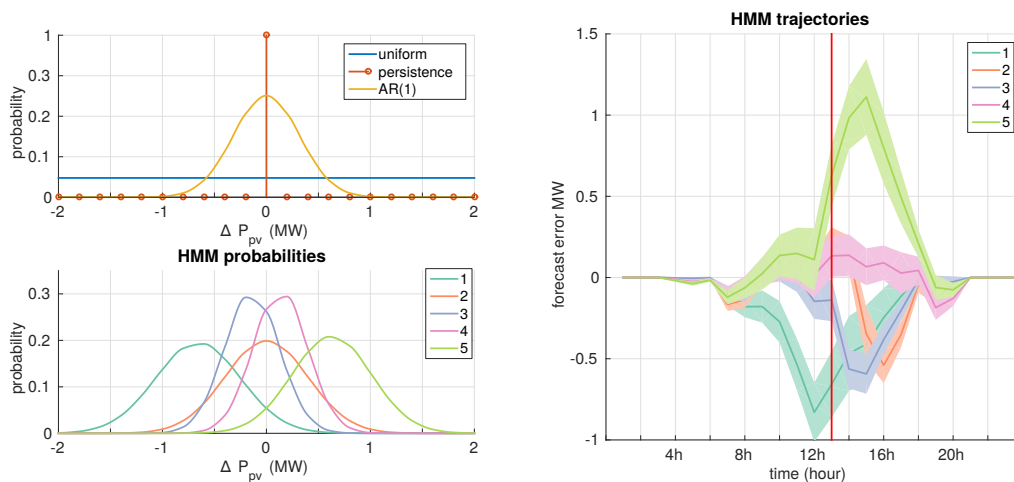 1
0.3
0.2
0.1
0
probability
-2
-1
0
1
2
Δ P_pv (MW)
uniform
persistence
AR(1)
HMM probabilities
0.3
0.2
0.1
0
probability
-2
-1
0
1
2
Δ P_pv (MW)
1
2
3
4
5
HMM trajectories
1.5
1
0.5
0
-0.5
-1
forecast error MW
4h
8h
12h
16h
20h
time (hour)
1
2
3
4
5